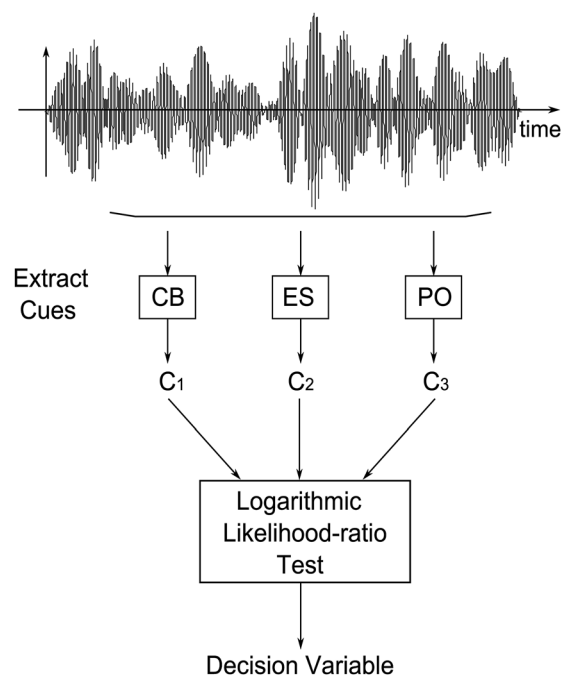 time
Extract
Cues
CB
ES
PO
C1
C2
C3
Logarithmic
Likelihood-ratio
Test
Decision Variable